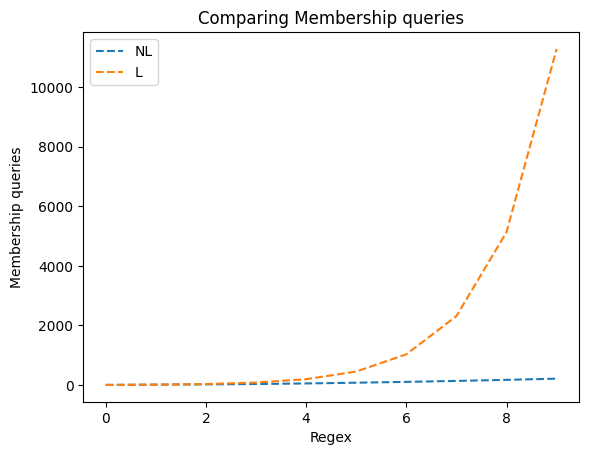 Comparing Membership queries
NL
L
Membership queries
10000
8000
6000
4000
2000
0
0 2 4 6 8
Regex